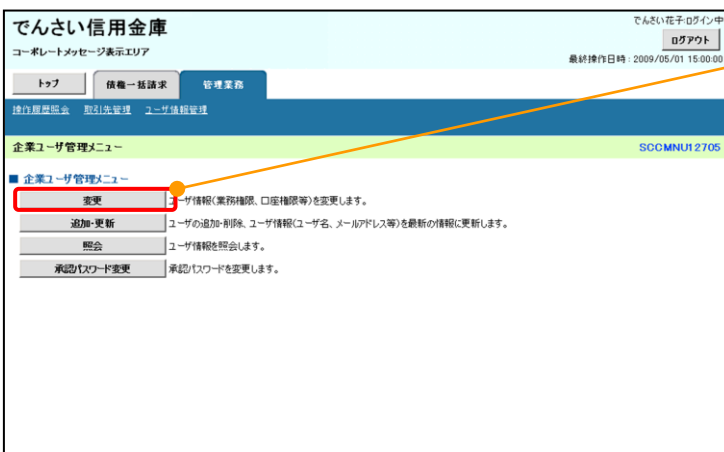 でんさい信用金庫
コーポレートメッセージ表示エリア
でんさい花子:ログイン中
ログアウト
最終操作日時:2009/05/01 15:00:00
トップ 債権一括請求 管理業務
操作履歴照会 取引先管理 ユーザ情報管理
企業ユーザ管理メニュー SCCMNU12705
■ 企業ユーザ管理メニュー
変更 ユーザ情報(業務権限、口座権限等)を変更します。
追加・更新 ユーザの追加・削除、ユーザ情報(ユーザ名、メールアドレス等)を最新の情報に更新します。
照会 ユーザ情報を照会します。
承認パスワード変更 承認パスワードを変更します。